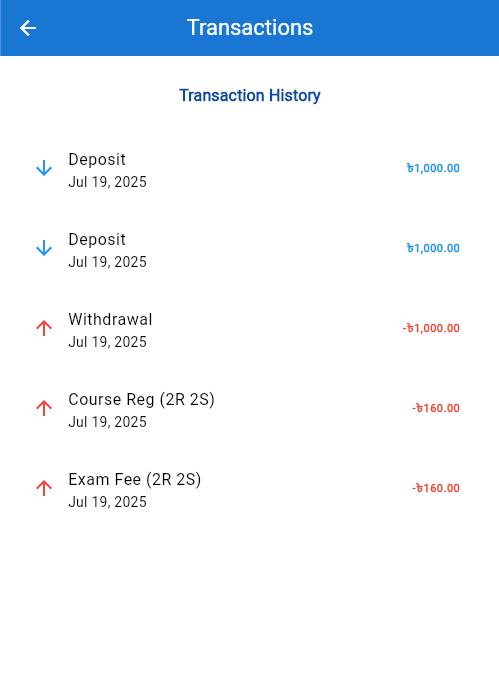 Transactions
Transaction History
Deposit
Jul 19, 2025
৳1,000.00
Deposit
Jul 19, 2025
৳1,000.00
Withdrawal
Jul 19, 2025
-৳1,000.00
Course Reg (2R 2S)
Jul 19, 2025
-৳160.00
Exam Fee (2R 2S)
Jul 19, 2025
-৳160.00